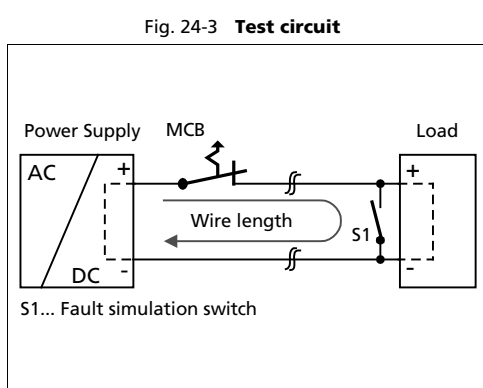 Fig. 24-3 Test circuit
Power Supply MCB Load
AC + +
Wire length
S1
DC - -
S1... Fault simulation switch